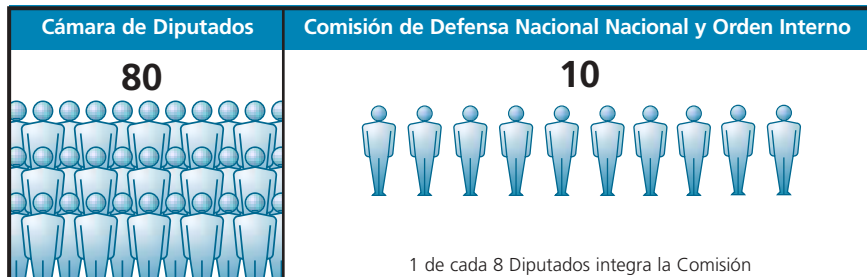 Cámara de Diputados
Comisión de Defensa Nacional Nacional y Orden Interno
80
10
1 de cada 8 Diputados integra la Comisión